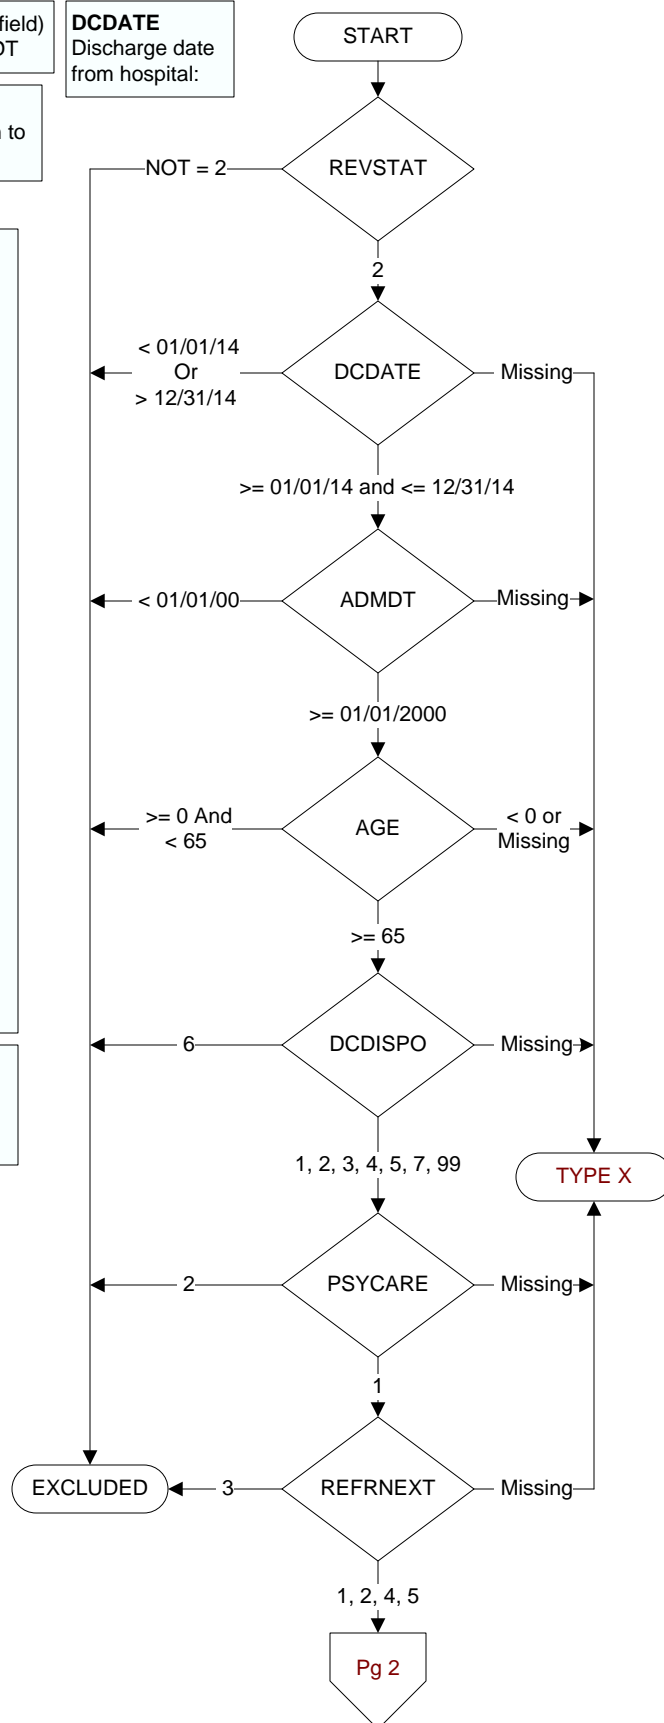 field)
DT
DCDATE
Discharge date
from hospital:
to
START
REVSTAT
NOT = 2
2
DCDATE
< 01/01/14
Or
> 12/31/14
Missing
>= 01/01/14 and <= 12/31/14
ADMDT
< 01/01/00
Missing
>= 01/01/2000
AGE
>= 0 And
< 65
< 0 or
Missing
>= 65
DCDISPO
6
Missing
1, 2, 3, 4, 5, 7, 99
TYPE X
PSYCARE
2
Missing
1
EXCLUDED
3
REFRNEXT
Missing
1, 2, 4, 5
Pg 2